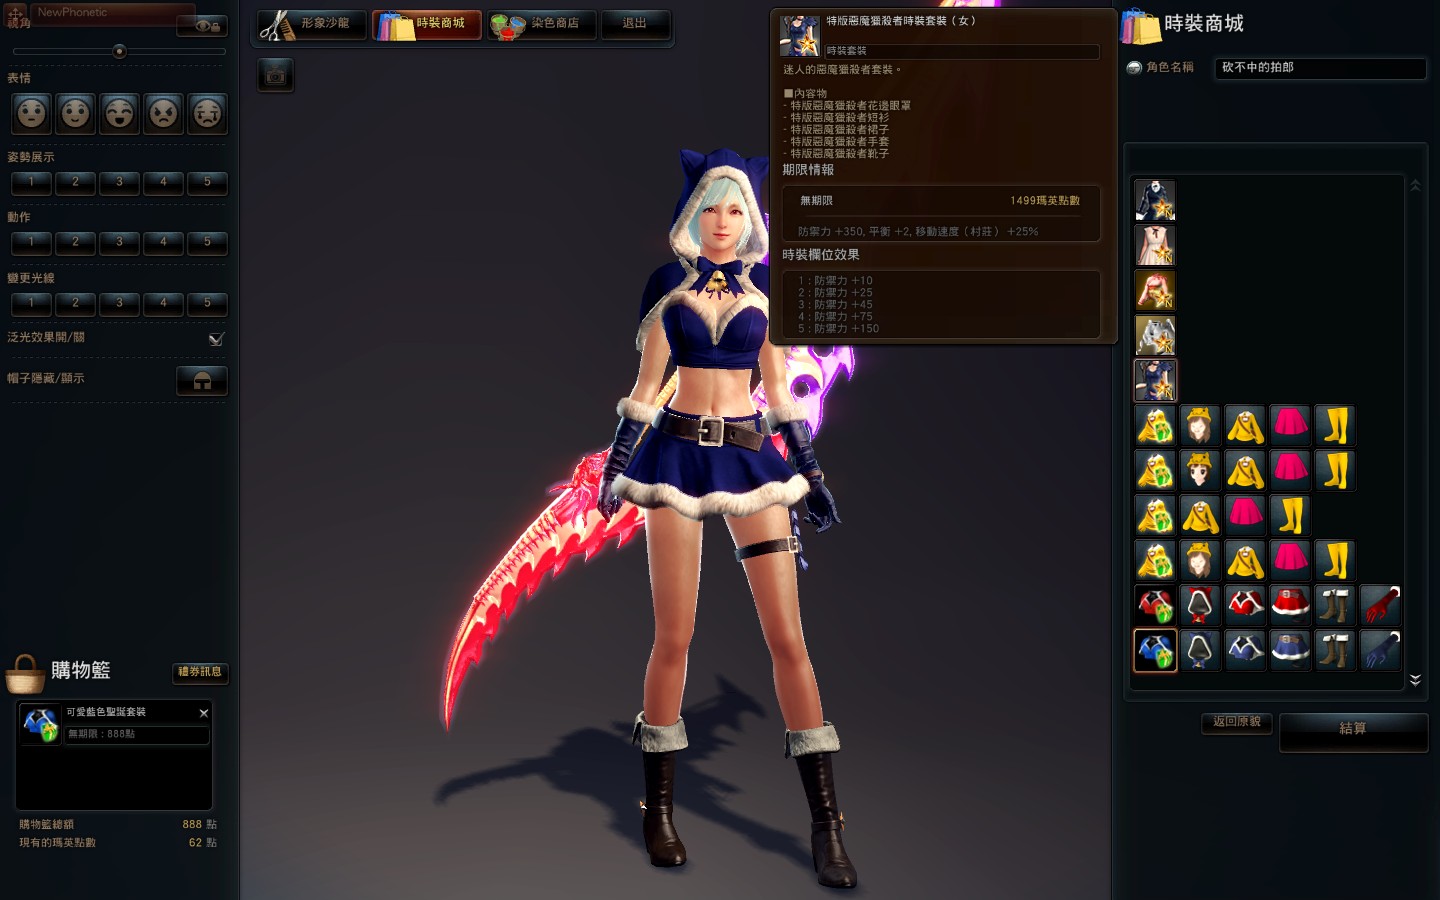 NewPhonetic
視角
表情
姿勢展示
1 2 3 4 5
動作
1 2 3 4 5
變更光線
1 2 3 4 5
泛光效果開/關
帽子隱藏/顯示
購物籃
禮券訊息
可愛藍色聖誕套裝
無期限：888點
購物籃總額 888 點
現有的瑪英點數 62 點
形象沙龍
時裝商城
染色商店
退出
特版惡魔獵殺者時裝套裝（女）
時裝套裝
迷人的惡魔獵殺者套裝。
■內容物
- 特版惡魔獵殺者花邊眼罩
- 特版惡魔獵殺者短衫
- 特版惡魔獵殺者裙子
- 特版惡魔獵殺者手套
- 特版惡魔獵殺者靴子
期限情報
無期限 1499瑪英點數
防禦力 +350, 平衡 +2, 移動速度（村莊） +25%
時裝欄位效果
1 : 防禦力 +10
2 : 防禦力 +25
3 : 防禦力 +45
4 : 防禦力 +75
5 : 防禦力 +150
時裝商城
角色名稱 砍不中的拍郎
返回原貌
結算